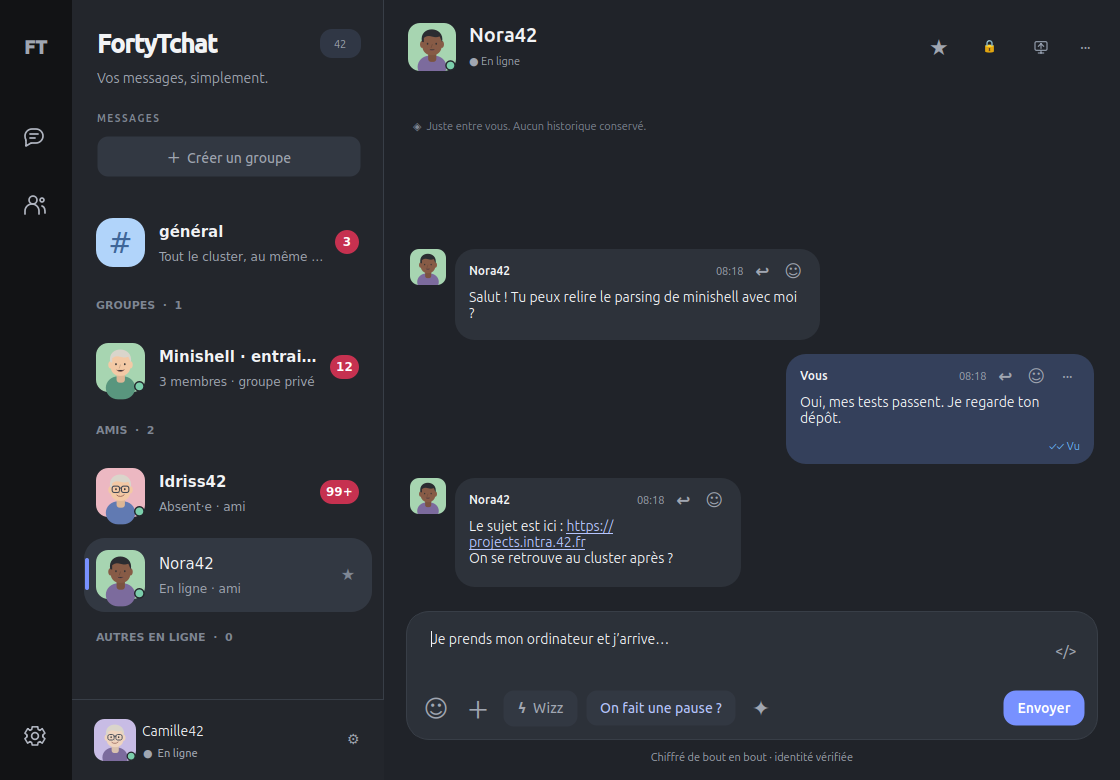 FT
FortyTchat
42
Vos messages, simplement.
MESSAGES
+ Créer un groupe
#
général
3
Tout le cluster, au même ...
GROUPES · 1
Minishell · entrai...
12
3 membres · groupe privé
AMIS · 2
Idriss42
99+
Absent·e · ami
Nora42
En ligne · ami
AUTRES EN LIGNE · 0
Camille42
En ligne
Nora42
En ligne
Juste entre vous. Aucun historique conservé.
Nora42 08:18
Salut ! Tu peux relire le parsing de minishell avec moi
?
Vous 08:18
Oui, mes tests passent. Je regarde ton
dépôt.
Vu
Nora42 08:18
Le sujet est ici : https://
projects.intra.42.fr
On se retrouve au cluster après ?
Je prends mon ordinateur et j’arrive…
</>
Wizz
On fait une pause ?
Envoyer
Chiffré de bout en bout · identité vérifiée